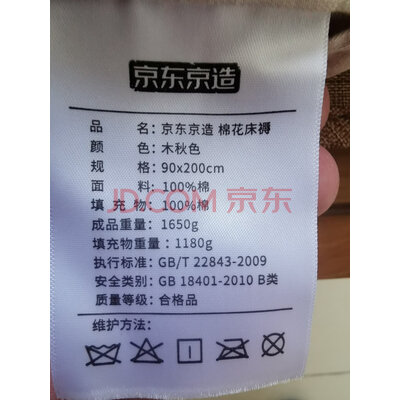 京东京造
品 名：京东京造 棉花床褥
颜 色：木秋色
规 格：90x200cm
面 料：100%棉
填 充 物：100%棉
JD.COM 京东
成品重量：1650g
填充物重量：1180g
执行标准：GB/T 22843-2009
安全类别：GB 18401-2010 B类
质量等级：合格品
维护方法：